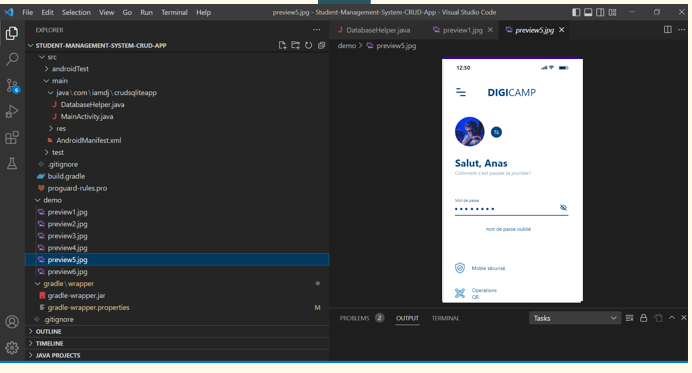 File Edit Selection View Go Run Terminal Help
preview5.jpg - Student-Management-System-CRUD-App - Visual Studio Code
EXPLORER
STUDENT-MANAGEMENT-SYSTEM-CRUD-APP
src
androidTest
main
java\com\iamdj\crudsqliteapp
J DatabaseHelper.java
J MainActivity.java
res
AndroidManifest.xml
test
.gitignore
build.gradle
proguard-rules.pro
demo
preview1.jpg
preview2.jpg
preview3.jpg
preview4.jpg
preview5.jpg
preview6.jpg
gradle\wrapper
gradle-wrapper.jar
gradle-wrapper.properties M
.gitignore
OUTLINE
TIMELINE
JAVA PROJECTS
6
J DatabaseHelper.java preview1.jpg preview5.jpg
demo > preview5.jpg
12:50
DIGICAMP
Salut, Anas
Comment c'est passée ta journée?
Mot de passe
mot de passe oublié
Mobile sécurisé
Operations
QR
PROBLEMS 2 OUTPUT TERMINAL
Tasks